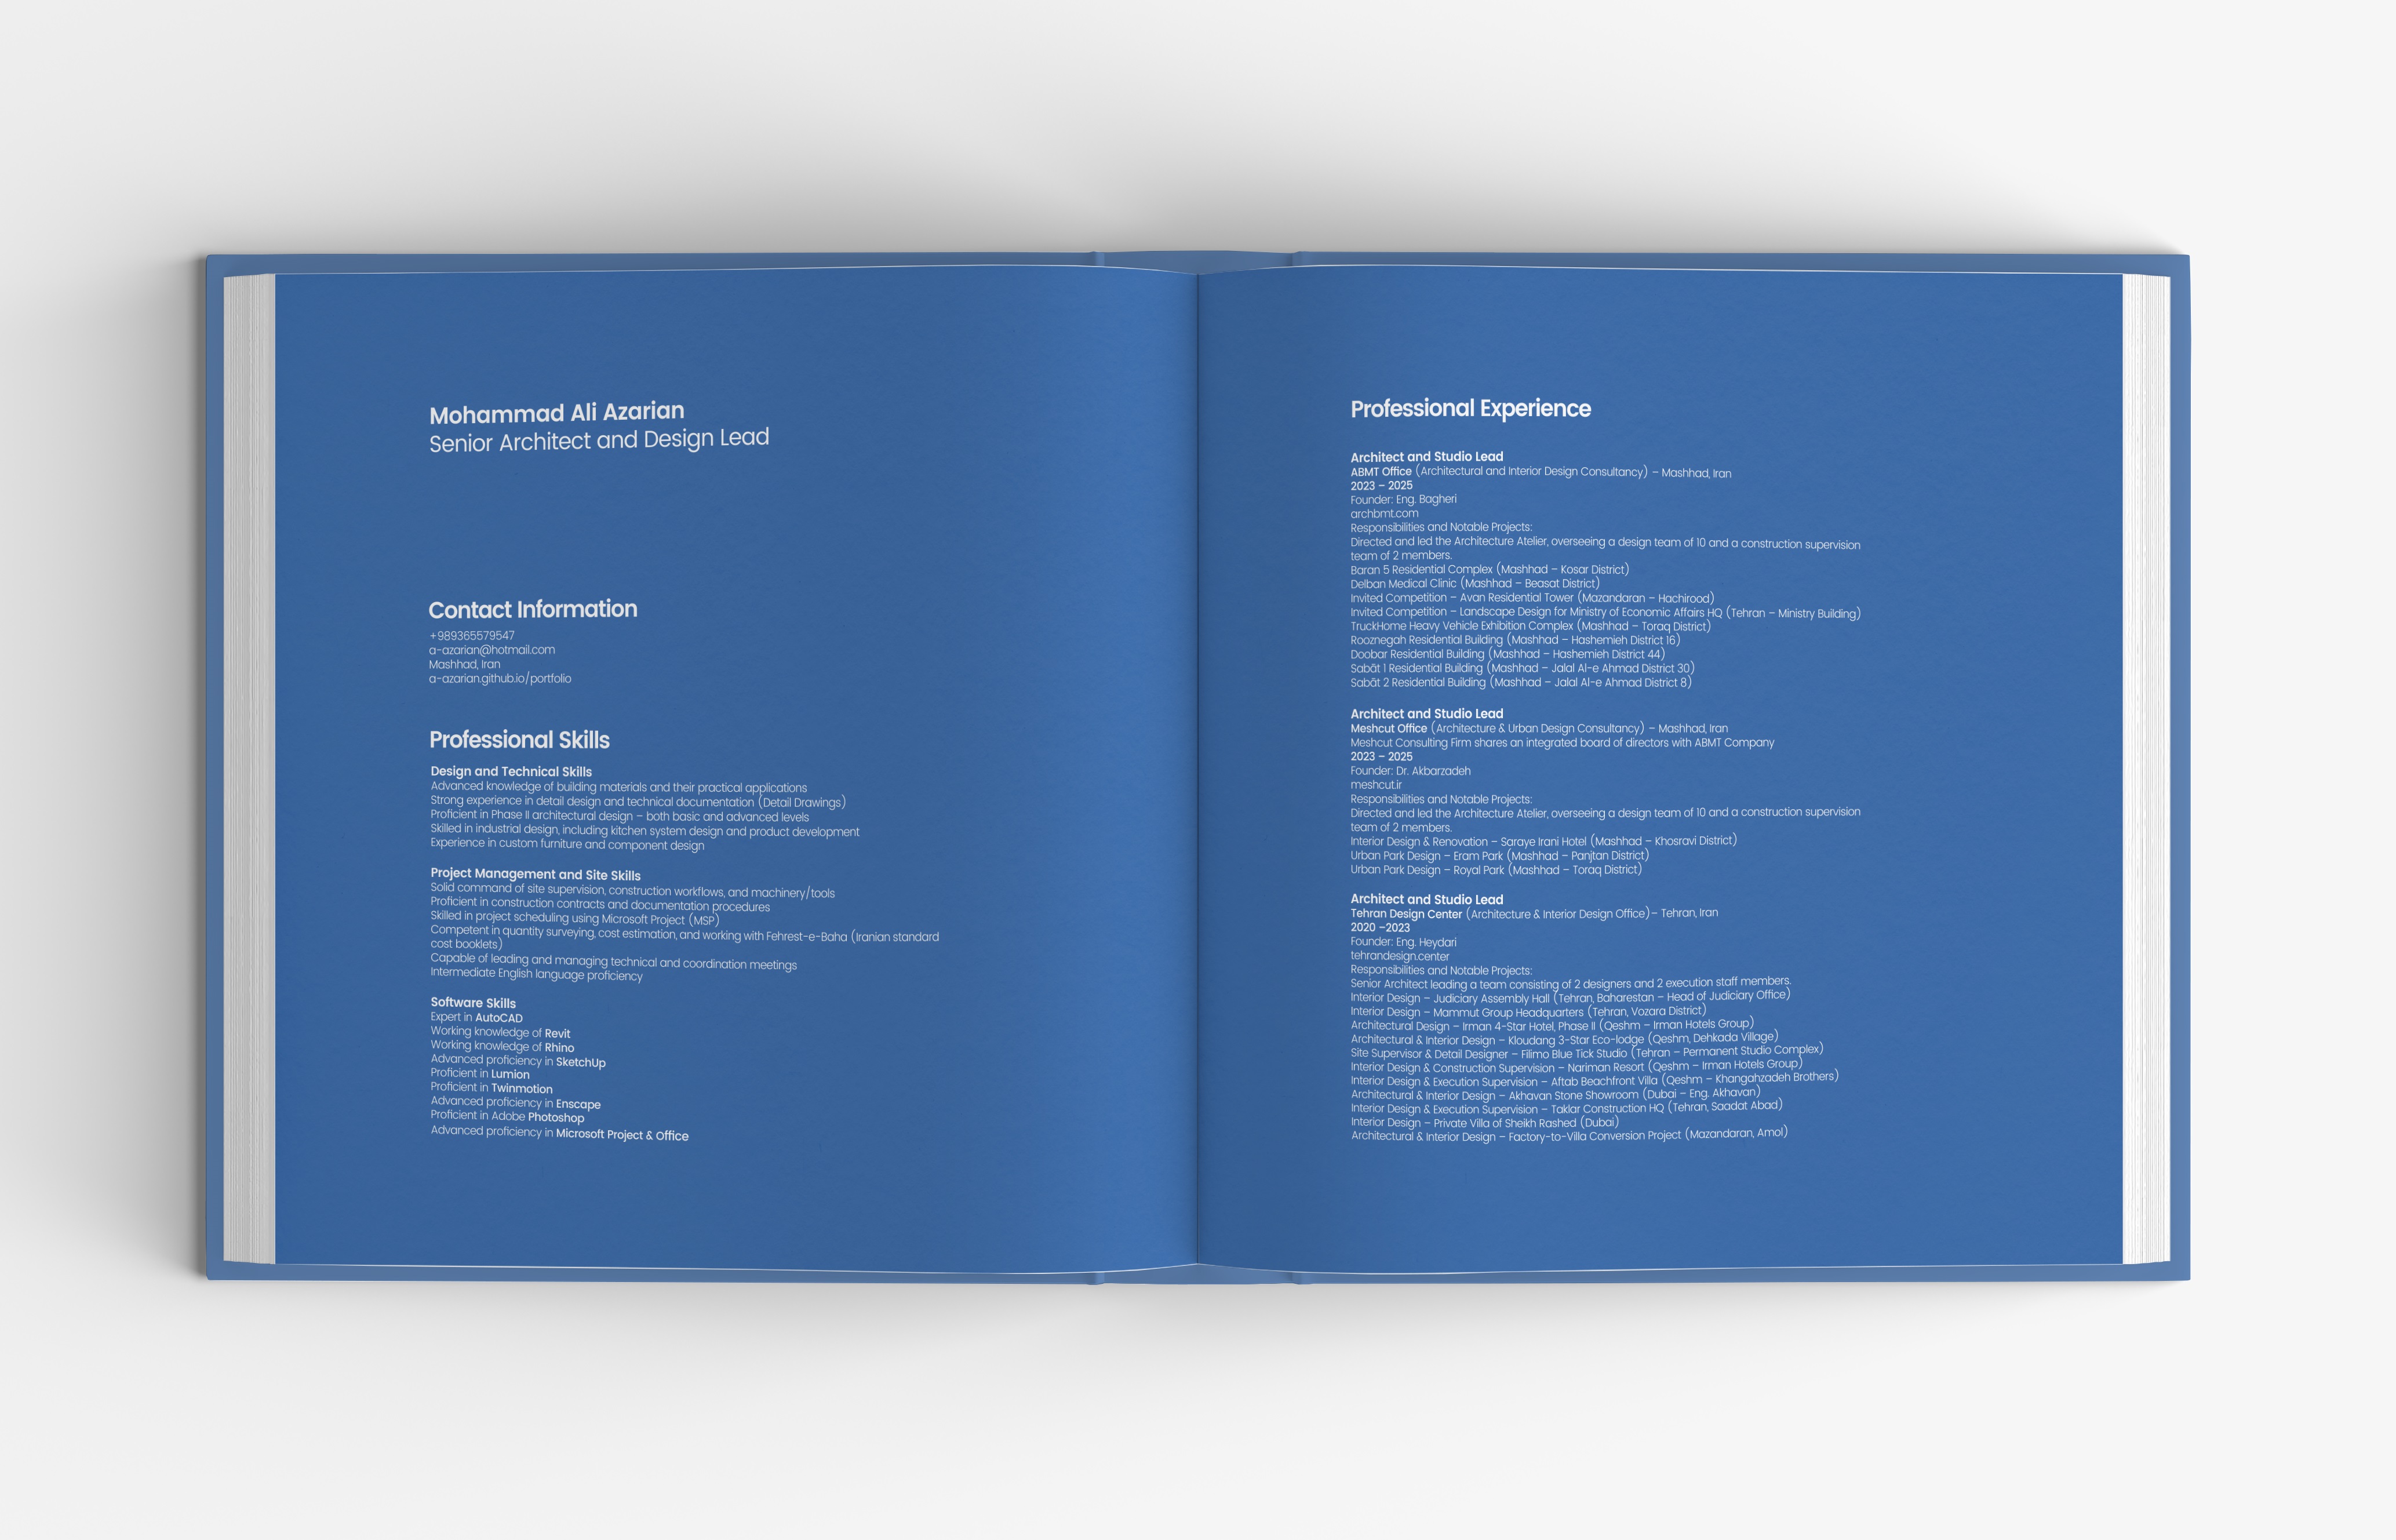 Mohammad Ali Azarian
Senior Architect and Design Lead
Contact Information
+989365579547
a-azarian@hotmail.com
Mashhad, Iran
a-azarian.github.io/portfolio
Professional Skills
Design and Technical Skills
Advanced knowledge of building materials and their practical applications
Strong experience in detail design and technical documentation (Detail Drawings)
Proficient in Phase II architectural design – both basic and advanced levels
Skilled in industrial design, including kitchen system design and product development
Experience in custom furniture and component design
Project Management and Site Skills
Solid command of site supervision, construction workflows, and machinery/tools
Proficient in construction contracts and documentation procedures
Skilled in project scheduling using Microsoft Project (MSP)
Competent in quantity surveying, cost estimation, and working with Fehrest-e-Baha (Iranian standard
cost booklets)
Capable of leading and managing technical and coordination meetings
Intermediate English language proficiency
Software Skills
Expert in AutoCAD
Working knowledge of Revit
Working knowledge of Rhino
Advanced proficiency in SketchUp
Proficient in Lumion
Proficient in Twinmotion
Advanced proficiency in Enscape
Proficient in Adobe Photoshop
Advanced proficiency in Microsoft Project & Office
Professional Experience
Architect and Studio Lead
ABMT Office (Architectural and Interior Design Consultancy) – Mashhad, Iran
2023 – 2025
Founder: Eng. Bagheri
archbmt.com
Responsibilities and Notable Projects:
Directed and led the Architecture Atelier, overseeing a design team of 10 and a construction supervision
team of 2 members.
Baran 5 Residential Complex (Mashhad – Kosar District)
Delban Medical Clinic (Mashhad – Beasat District)
Invited Competition – Avan Residential Tower (Mazandaran – Hachirood)
Invited Competition – Landscape Design for Ministry of Economic Affairs HQ (Tehran – Ministry Building)
TruckHome Heavy Vehicle Exhibition Complex (Mashhad – Toraq District)
Rooznegah Residential Building (Mashhad – Hashemieh District 16)
Doobar Residential Building (Mashhad – Hashemieh District 44)
Sabāt 1 Residential Building (Mashhad – Jalal Al-e Ahmad District 30)
Sabāt 2 Residential Building (Mashhad – Jalal Al-e Ahmad District 8)
Architect and Studio Lead
Meshcut Office (Architecture & Urban Design Consultancy) – Mashhad, Iran
Meshcut Consulting Firm shares an integrated board of directors with ABMT Company
2023 – 2025
Founder: Dr. Akbarzadeh
meshcut.ir
Responsibilities and Notable Projects:
Directed and led the Architecture Atelier, overseeing a design team of 10 and a construction supervision
team of 2 members.
Interior Design & Renovation – Saraye Irani Hotel (Mashhad – Khosravi District)
Urban Park Design – Eram Park (Mashhad – Panjtan District)
Urban Park Design – Royal Park (Mashhad – Toraq District)
Architect and Studio Lead
Tehran Design Center (Architecture & Interior Design Office)– Tehran, Iran
2020 –2023
Founder: Eng. Heydari
tehrandesign.center
Responsibilities and Notable Projects:
Senior Architect leading a team consisting of 2 designers and 2 execution staff members.
Interior Design – Judiciary Assembly Hall (Tehran, Baharestan – Head of Judiciary Office)
Interior Design – Mammut Group Headquarters (Tehran, Vozara District)
Architectural Design – Irman 4-Star Hotel, Phase II (Qeshm – Irman Hotels Group)
Architectural & Interior Design – Kloudang 3-Star Eco-lodge (Qeshm, Dehkada Village)
Site Supervisor & Detail Designer – Filimo Blue Tick Studio (Tehran – Permanent Studio Complex)
Interior Design & Construction Supervision – Nariman Resort (Qeshm – Irman Hotels Group)
Interior Design & Execution Supervision – Aftab Beachfront Villa (Qeshm – Khangahzadeh Brothers)
Architectural & Interior Design – Akhavan Stone Showroom (Dubai – Eng. Akhavan)
Interior Design & Execution Supervision – Taklar Construction HQ (Tehran, Saadat Abad)
Interior Design – Private Villa of Sheikh Rashed (Dubai)
Architectural & Interior Design – Factory-to-Villa Conversion Project (Mazandaran, Amol)